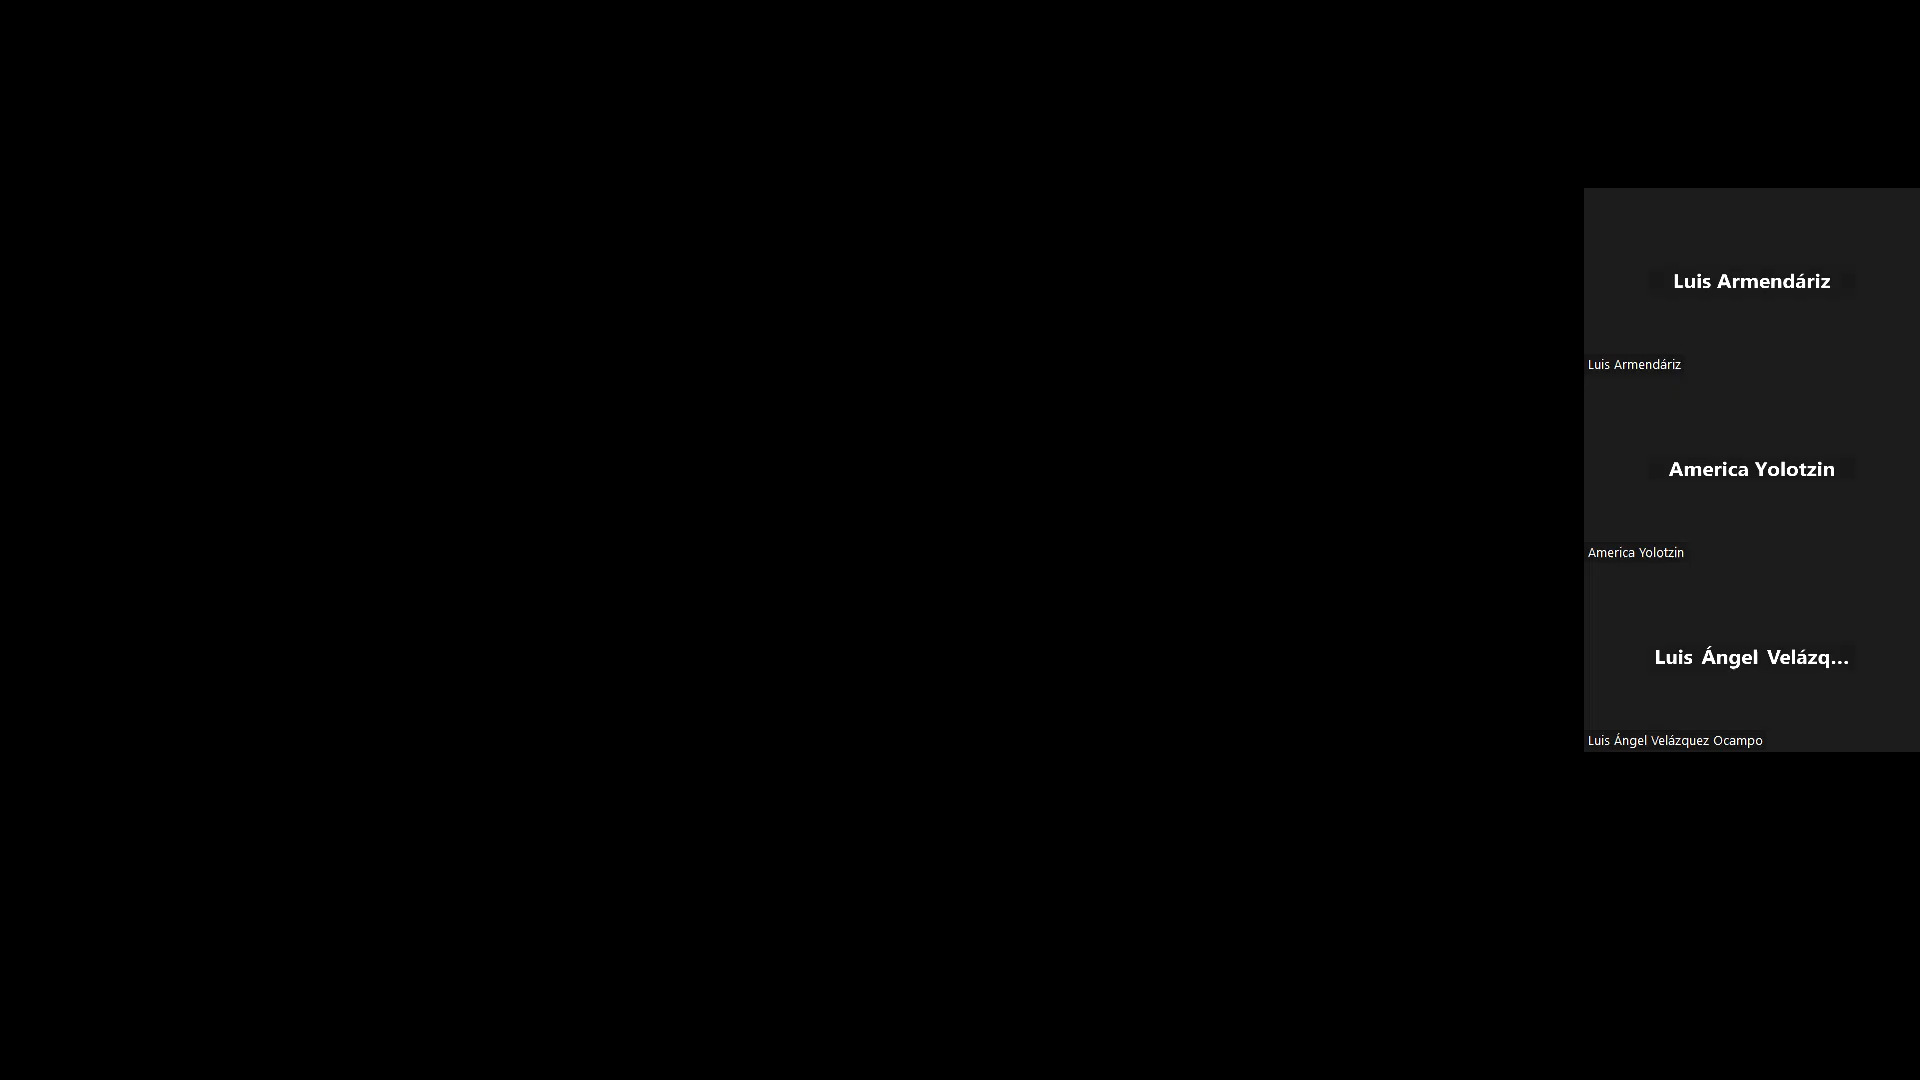 Luis Armendáriz
Luis Armendáriz
America Yolotzin
America Yolotzin
Luis Ángel Velázq...
Luis Ángel Velázquez Ocampo